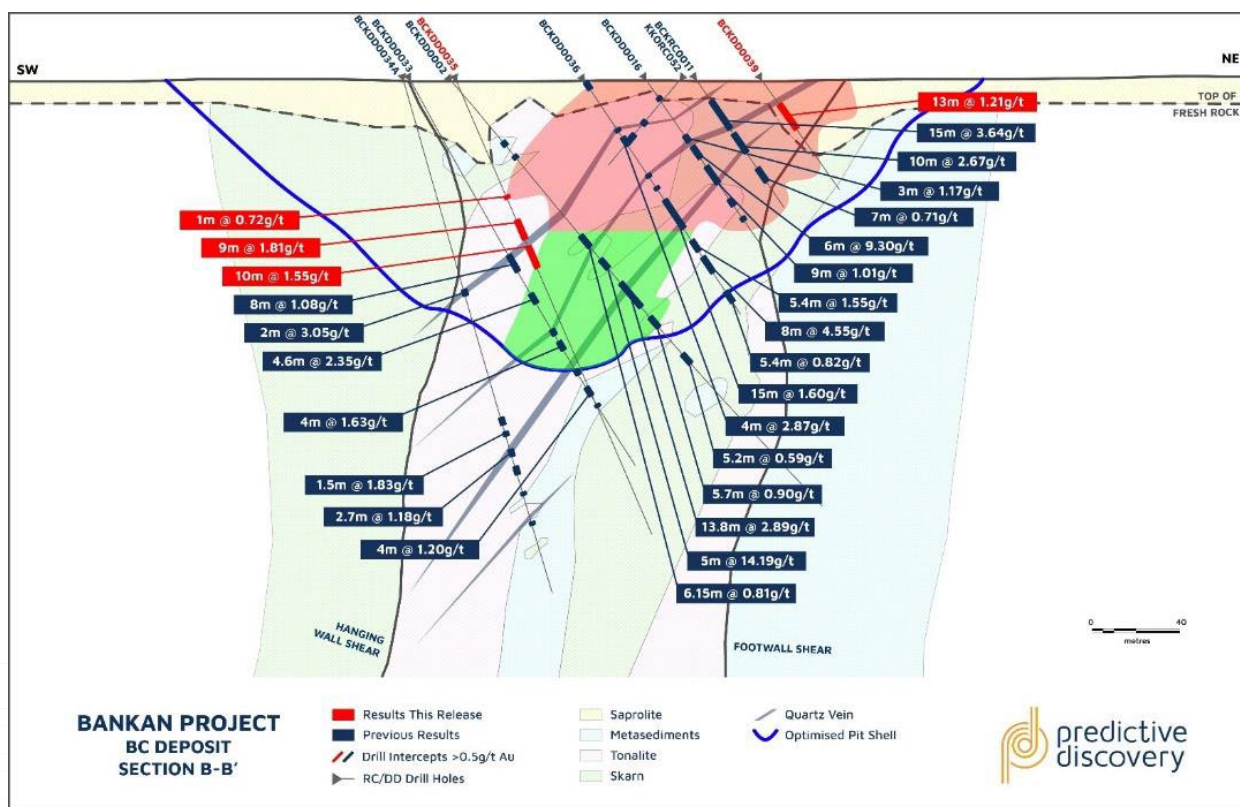 BCKDD0034A
BCKDD0033
BCKDD0002
BCKDD0035
BCKDD0036
BCKDD0016
KKORC052
BCKRC0011
BCKDD0039
SW
NE
TOP OF
FRESH ROCK
13m @ 1.21g/t
15m @ 3.64g/t
10m @ 2.67g/t
3m @ 1.17g/t
7m @ 0.71g/t
6m @ 9.30g/t
9m @ 1.01g/t
5.4m @ 1.55g/t
8m @ 4.55g/t
5.4m @ 0.82g/t
15m @ 1.60g/t
4m @ 2.87g/t
5.2m @ 0.59g/t
5.7m @ 0.90g/t
13.8m @ 2.89g/t
5m @ 14.19g/t
6.15m @ 0.81g/t
1m @ 0.72g/t
9m @ 1.81g/t
10m @ 1.55g/t
8m @ 1.08g/t
2m @ 3.05g/t
4.6m @ 2.35g/t
4m @ 1.63g/t
1.5m @ 1.83g/t
2.7m @ 1.18g/t
4m @ 1.20g/t
HANGING
WALL SHEAR
FOOTWALL SHEAR
0 40
metres
BANKAN PROJECT
BC DEPOSIT
SECTION B-B'
Results This Release
Previous Results
Drill Intercepts >0.5g/t Au
RC/DD Drill Holes
Saprolite
Metasediments
Tonalite
Skarn
Quartz Vein
Optimised Pit Shell
predictive
discovery